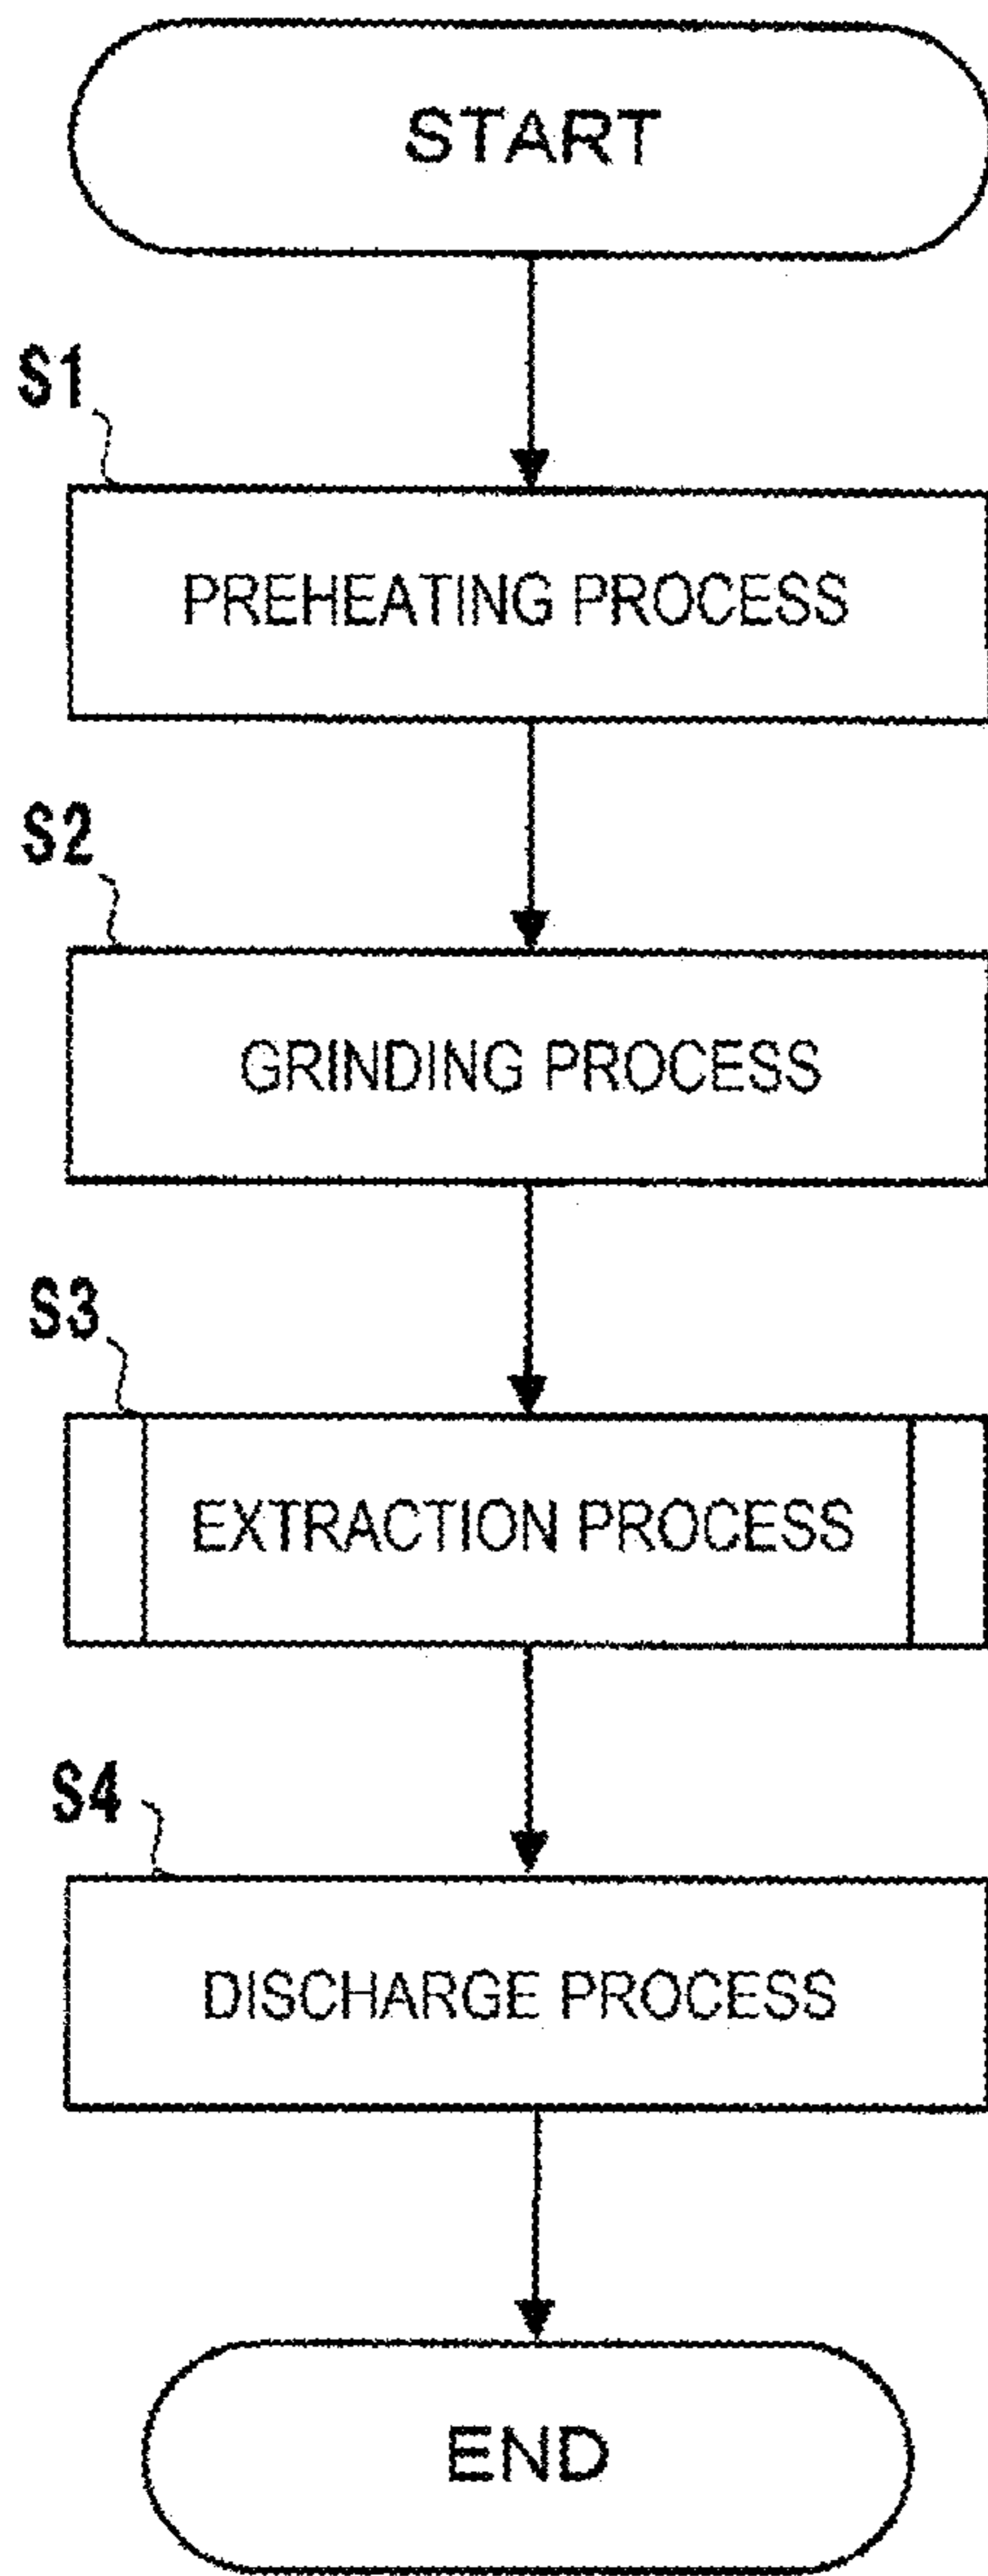 START
S1
PREHEATING PROCESS
S2
GRINDING PROCESS
S3
EXTRACTION PROCESS
S4
DISCHARGE PROCESS
END